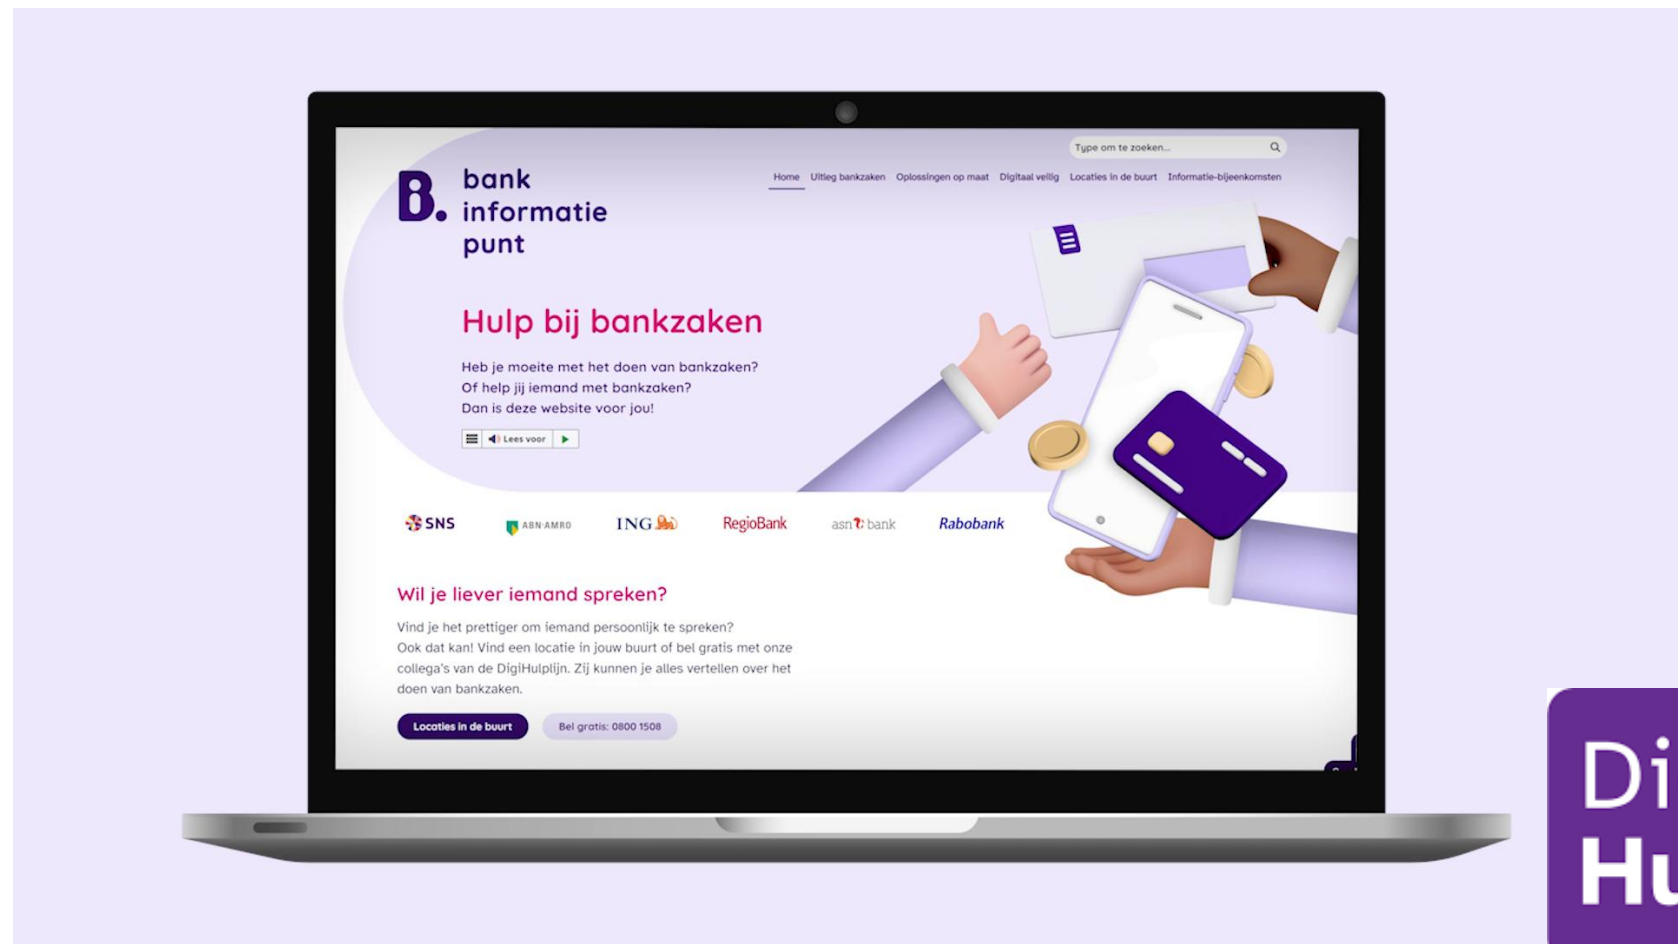 Type om te zoeken...
Home Uitleg bankzaken Oplossingen op maat Digitaal veilig Locaties in de buurt Informatie-bijeenkomsten
B.
bank
informatie
punt
Hulp bij bankzaken
Heb je moeite met het doen van bankzaken?
Of help jij iemand met bankzaken?
Dan is deze website voor jou!
Lees voor
SNS ABN·AMRO ING RegioBank asn bank Rabobank
Wil je liever iemand spreken?
Vind je het prettiger om iemand persoonlijk te spreken?
Ook dat kan! Vind een locatie in jouw buurt of bel gratis met onze
collega's van de DigiHulplijn. Zij kunnen je alles vertellen over het
doen van bankzaken.
Locaties in de buurt Bel gratis: 0800 1508
Di
Hu